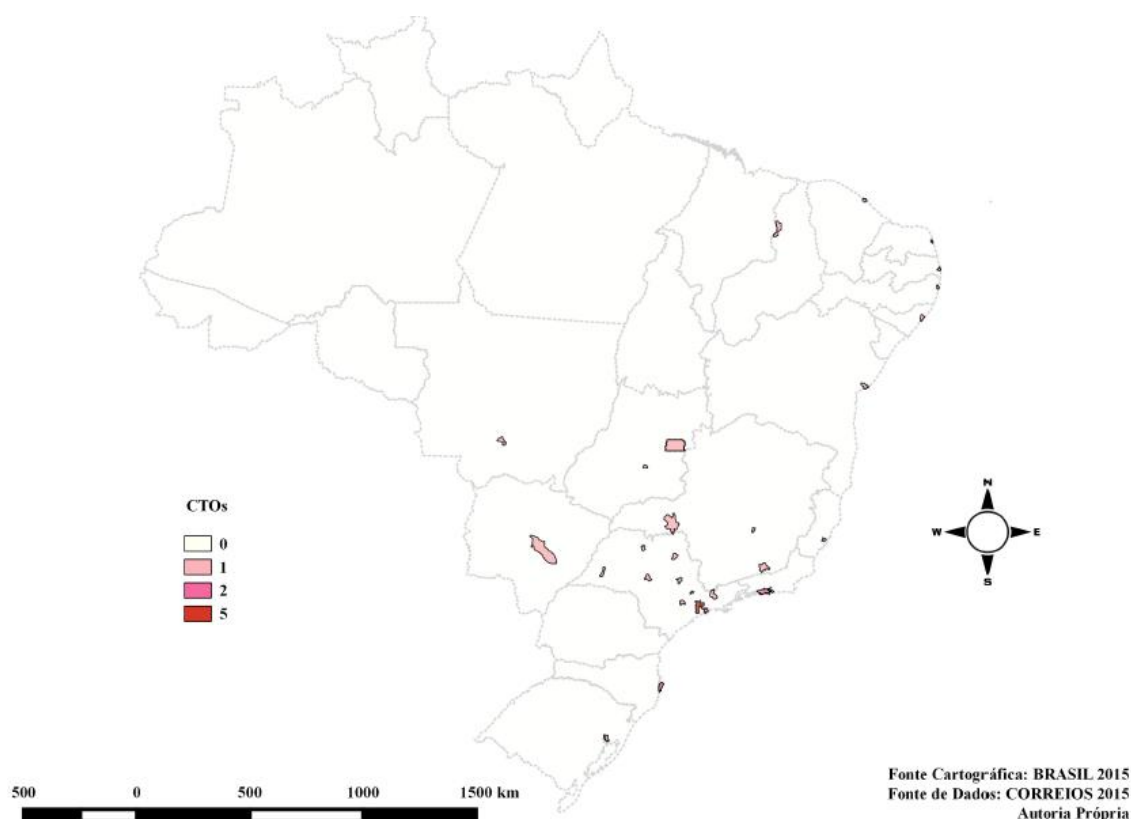 N
W
E
S
CTOs
0
1
2
5
500 0 500 1000 1500 km
Fonte Cartográfica: BRASIL 2015
Fonte de Dados: CORREIOS 2015
Autoria Própria